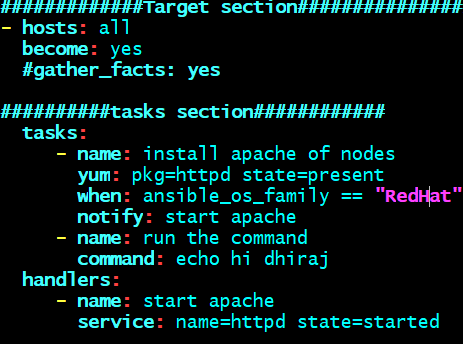 #############Target section###############
- hosts: all
  become: yes
  #gather_facts: yes

##########tasks section############
  tasks:
     - name: install apache of nodes
       yum: pkg=httpd state=present
       when: ansible_os_family == "RedHat"
       notify: start apache
     - name: run the command
       command: echo hi dhiraj
  handlers:
     - name: start apache
       service: name=httpd state=started